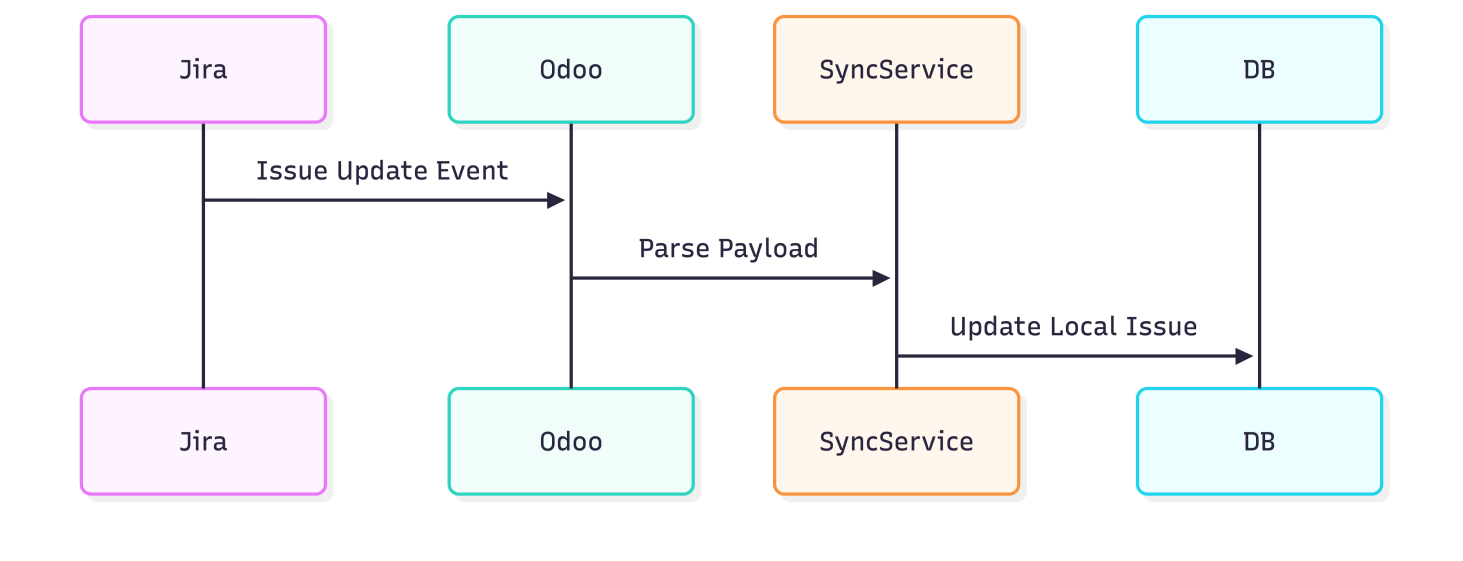 Jira
Odoo
SyncService
DB
Issue Update Event
Parse Payload
Update Local Issue
Jira
Odoo
SyncService
DB